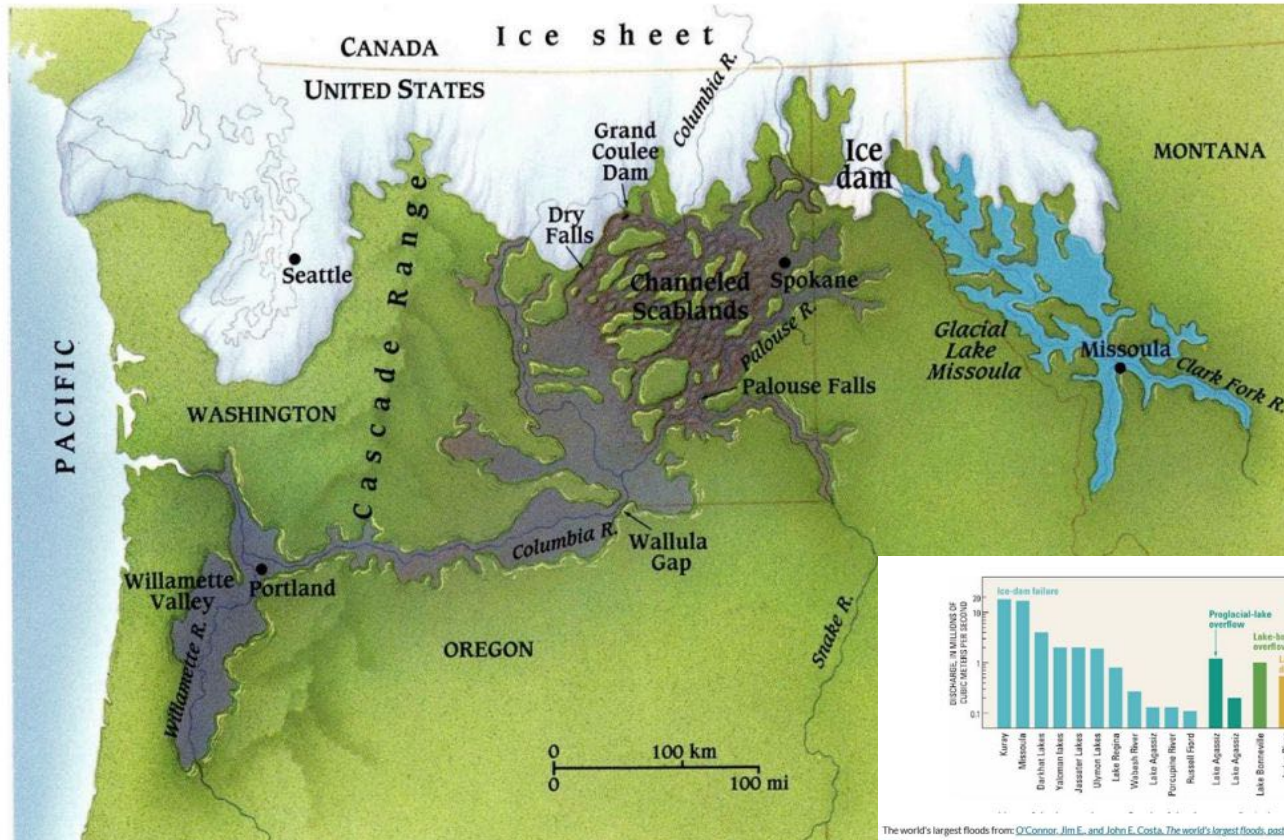 Ice sheet
CANADA
UNITED STATES
Columbia R.
Grand
Coulee
Dam
Ice
dam
MONTANA
Dry
Falls
Seattle
Cascade Range
Channeled
Scablands
Spokane
Palouse R.
Glacial
Lake
Missoula
Missoula
Clark Fork R.
PACIFIC
WASHINGTON
Palouse Falls
Columbia R.
Wallula
Gap
Willamette
Valley
Portland
Willamette R.
OREGON
Snake R.
0 100 km
0 100 mi
Ice-dam failure
Proglacial-lake
overflow
DISCHARGE, IN MILLIONS OF
CUBIC METERS PER SECOND
20
10
1
0.1
Kuray
Missoula
Darkhat Lakes
Yaloman lakes
Jassater Lakes
Ulymon Lakes
Lake Regina
Wabash River
Lake Agassiz
Porcupine River
Russell Fiord
Lake Agassiz
Lake Agassiz
Lake Bonneville
The world's largest floods from: O'Connor, Jim E., and John E. Costa. The world's largest floods,